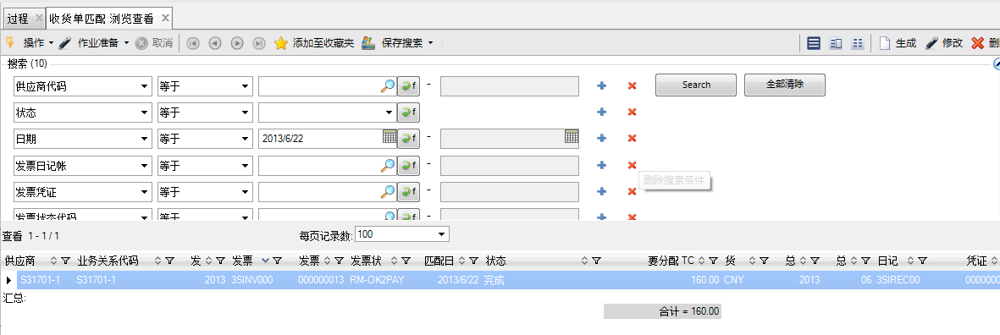 过程 收货单匹配 浏览查看
操作 作业准备 取消 添加至收藏夹 保存搜索 生成 修改
搜索 (10)
供应商代码 等于 f - Search 全部清除
状态 等于 f
日期 等于 2013/6/22 f -
发票日记帐 等于 f -
删除搜索条件
发票凭证 等于 f -
发票状态代码 等于
查看 1 - 1 / 1 每页记录数: 100
供应商 业务关系代码 发 发票 发票 发票状 匹配日 状态 要分配 TC 货 总 总 日记 凭证
S31701-1 S31701-1 2013 3SINV000 000000013 RM-OK2PAY 2013/6/22 完成 160.00 CNY 2013 06 3SIREC00 0000000
汇总:
合计 = 160.00